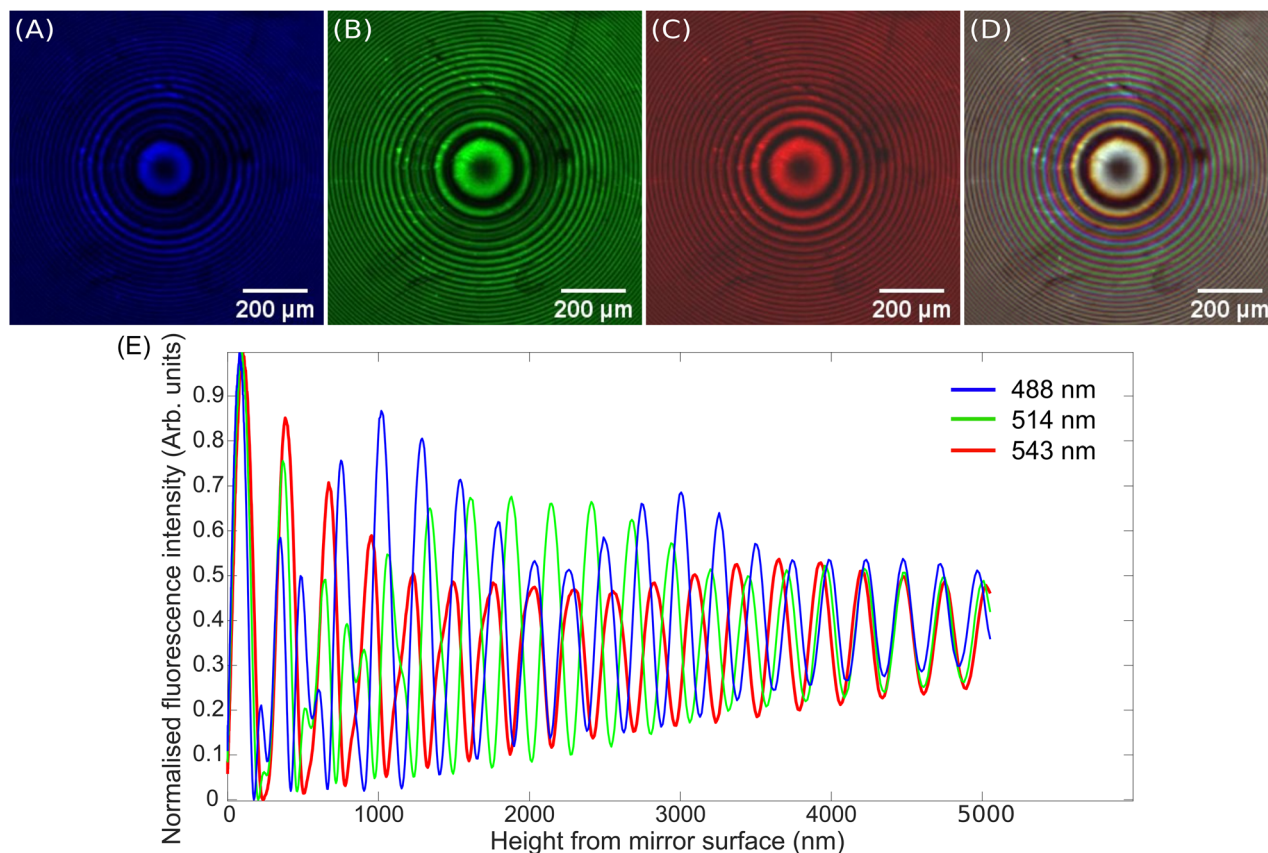 (A)
(B)
(C)
(D)
200 µm
200 µm
200 µm
200 µm
(E)
Normalised fluorescence intensity (Arb. units)
0.9
0.8
0.7
0.6
0.5
0.4
0.3
0.2
0.1
0
488 nm
514 nm
543 nm
0 1000 2000 3000 4000 5000
Height from mirror surface (nm)